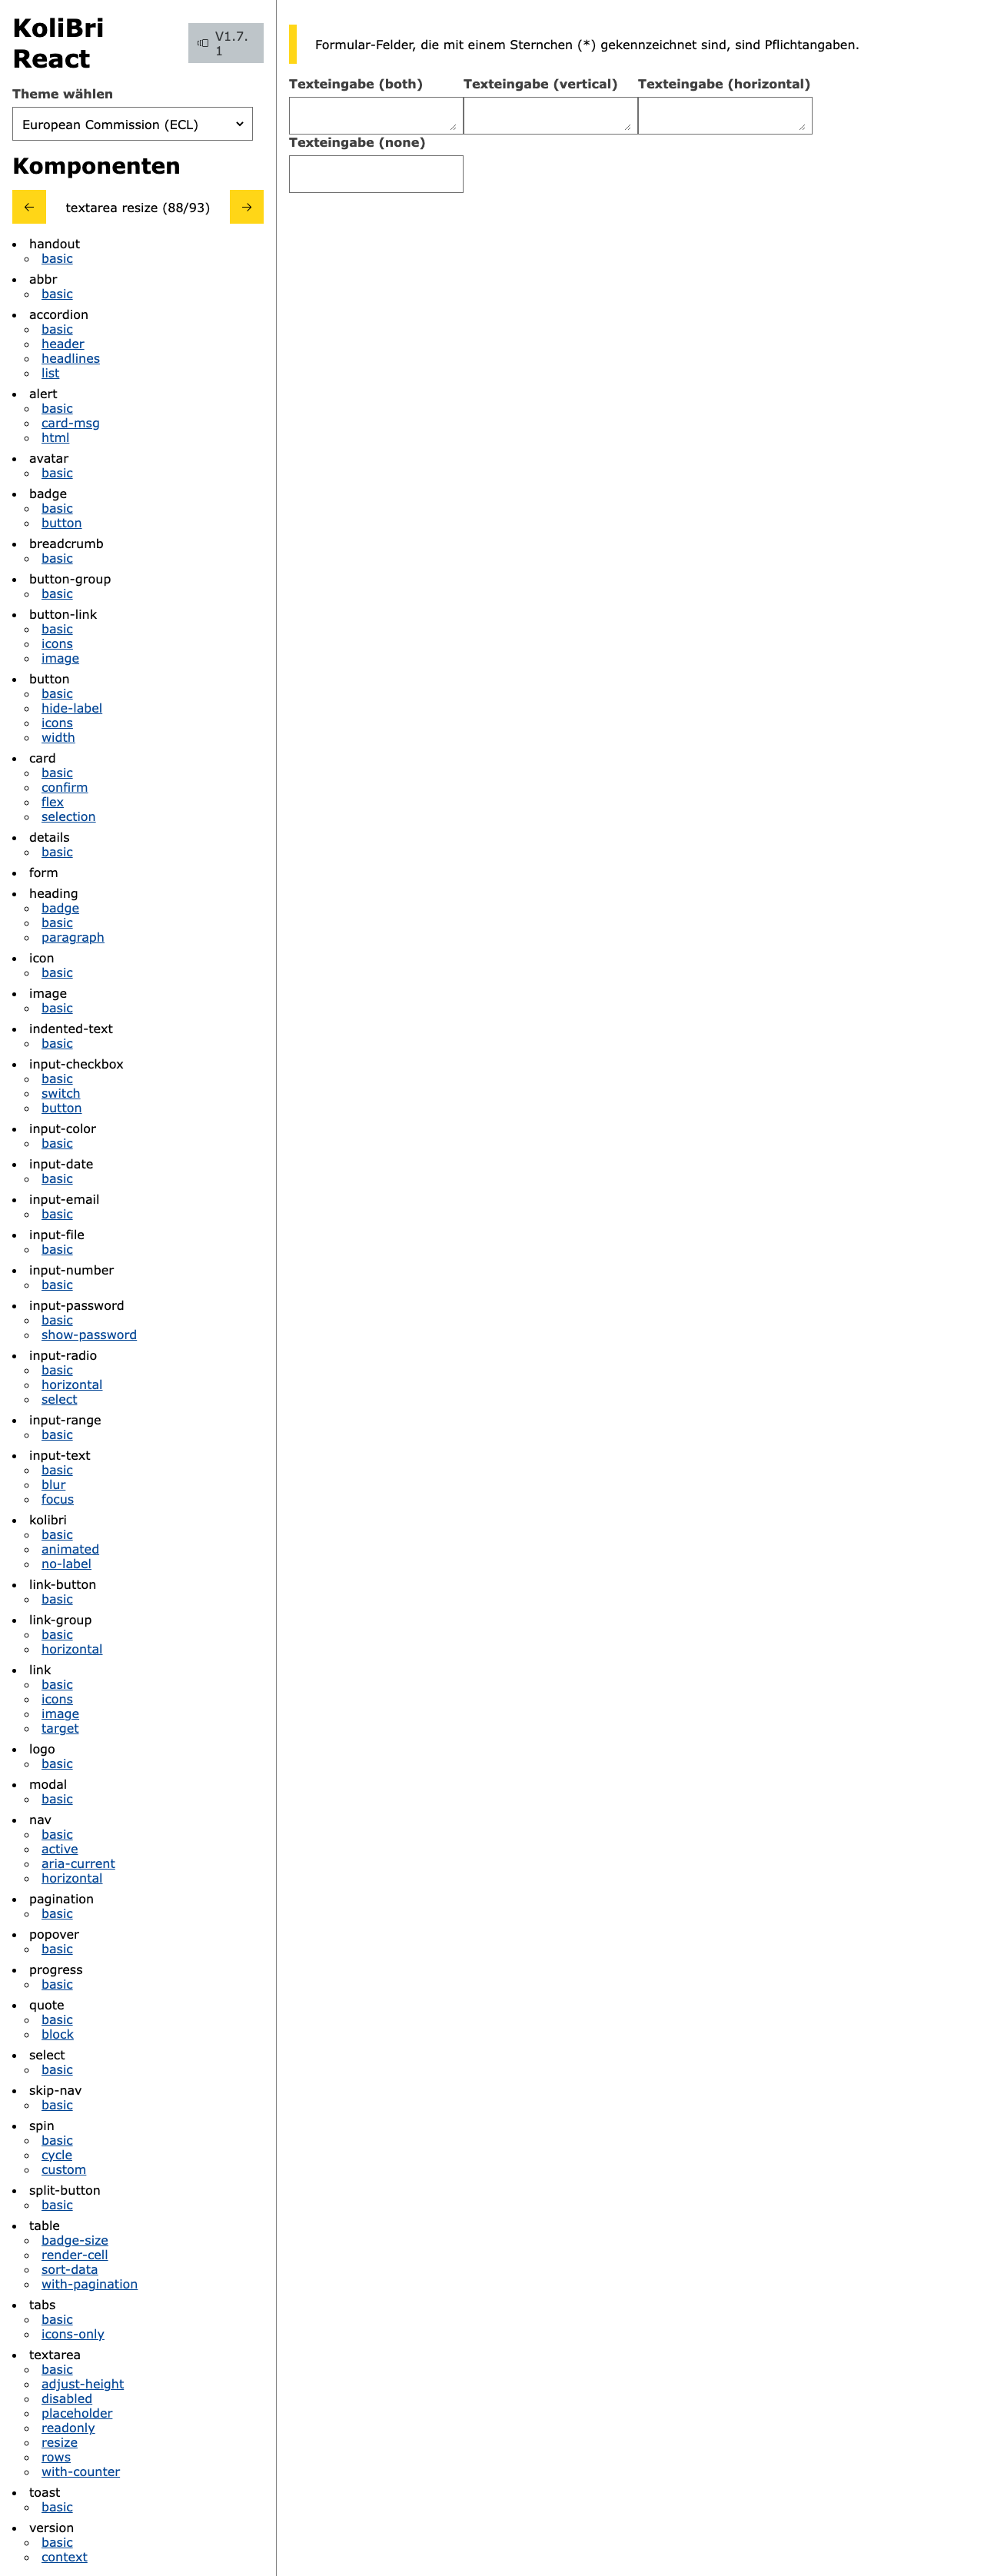 KoliBri
React
V1.7.
1
Theme wählen
European Commission (ECL)
Komponenten
textarea resize (88/93)
handout
basic
abbr
basic
accordion
basic
header
headlines
list
alert
basic
card-msg
html
avatar
basic
badge
basic
button
breadcrumb
basic
button-group
basic
button-link
basic
icons
image
button
basic
hide-label
icons
width
card
basic
confirm
flex
selection
details
basic
form
heading
badge
basic
paragraph
icon
basic
image
basic
indented-text
basic
input-checkbox
basic
switch
button
input-color
basic
input-date
basic
input-email
basic
input-file
basic
input-number
basic
input-password
basic
show-password
input-radio
basic
horizontal
select
input-range
basic
input-text
basic
blur
focus
kolibri
basic
animated
no-label
link-button
basic
link-group
basic
horizontal
link
basic
icons
image
target
logo
basic
modal
basic
nav
basic
active
aria-current
horizontal
pagination
basic
popover
basic
progress
basic
quote
basic
block
select
basic
skip-nav
basic
spin
basic
cycle
custom
split-button
basic
table
badge-size
render-cell
sort-data
with-pagination
tabs
basic
icons-only
textarea
basic
adjust-height
disabled
placeholder
readonly
resize
rows
with-counter
toast
basic
version
basic
context
Formular-Felder, die mit einem Sternchen (*) gekennzeichnet sind, sind Pflichtangaben.
Texteingabe (both)
Texteingabe (vertical)
Texteingabe (horizontal)
Texteingabe (none)